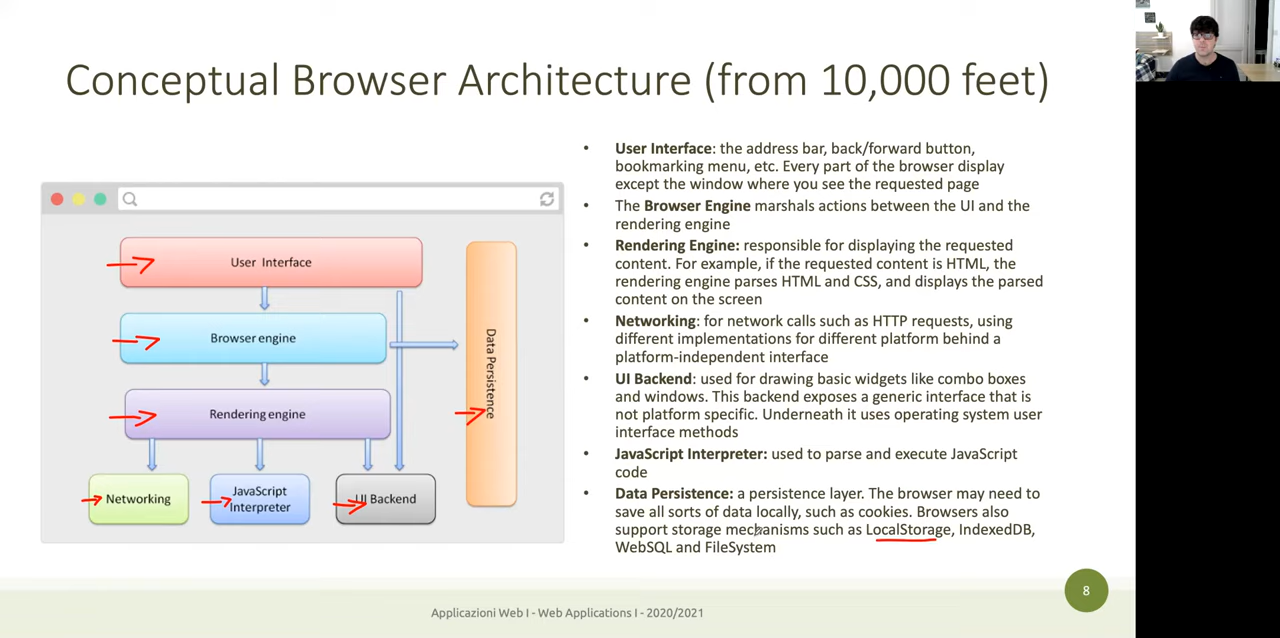 Conceptual Browser Architecture (from 10,000 feet)
User Interface
Browser engine
Rendering engine
Networking
JavaScript
Interpreter
UI Backend
Data Persistence
• User Interface: the address bar, back/forward button,
bookmarking menu, etc. Every part of the browser display
except the window where you see the requested page
• The Browser Engine marshals actions between the UI and the
rendering engine
• Rendering Engine: responsible for displaying the requested
content. For example, if the requested content is HTML, the
rendering engine parses HTML and CSS, and displays the parsed
content on the screen
• Networking: for network calls such as HTTP requests, using
different implementations for different platform behind a
platform-independent interface
• UI Backend: used for drawing basic widgets like combo boxes
and windows. This backend exposes a generic interface that is
not platform specific. Underneath it uses operating system user
interface methods
• JavaScript Interpreter: used to parse and execute JavaScript
code
• Data Persistence: a persistence layer. The browser may need to
save all sorts of data locally, such as cookies. Browsers also
support storage mechanisms such as LocalStorage, IndexedDB,
WebSQL and FileSystem
Applicazioni Web I - Web Applications I - 2020/2021
8